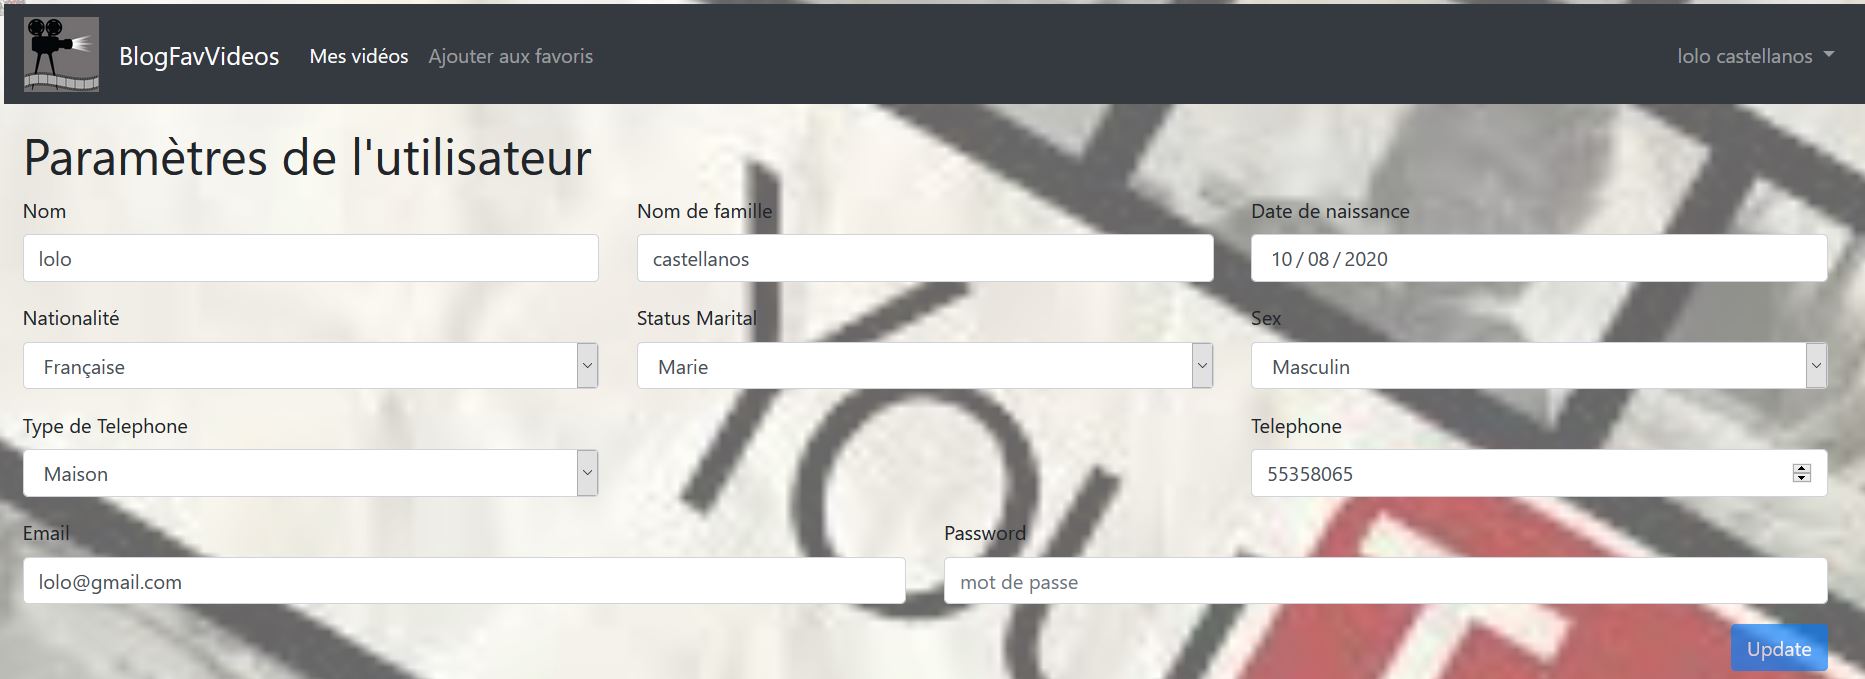 BlogFavVideos Mes vidéos Ajouter aux favoris lolo castellanos
Paramètres de l'utilisateur
Nom Nom de famille Date de naissance
lolo castellanos 10 / 08 / 2020
Nationalité Status Marital Sex
Française Marie Masculin
Type de Telephone Telephone
Maison 55358065
Email Password
lolo@gmail.com mot de passe
Update